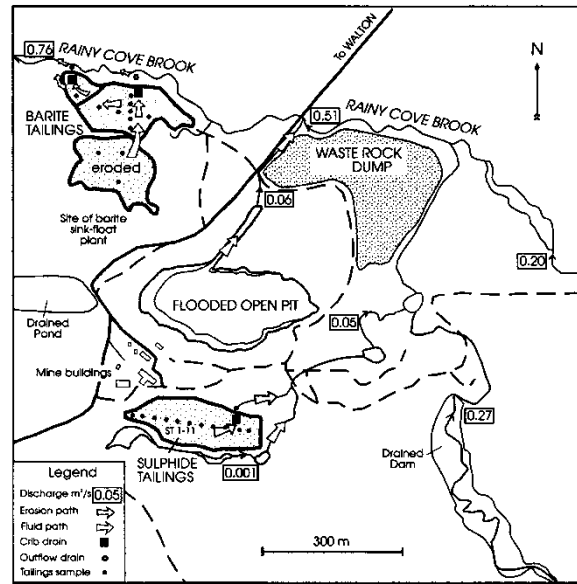 0.76
RAINY COVE BROOK
To WALTON
N
0.51
RAINY COVE BROOK
BARITE
TAILINGS
eroded
WASTE ROCK
DUMP
Site of barite
sink-float
plant
0.06
0.20
FLOODED OPEN PIT
Drained
Pond
0.05
Mine buildings
ST 1-11
SULPHIDE
TAILINGS
0.001
0.27
Drained
Dam
Legend
Discharge m³/s 0.05
Erosion path
Fluid path
Crib drain
Outflow drain
Tailings sample
300 m